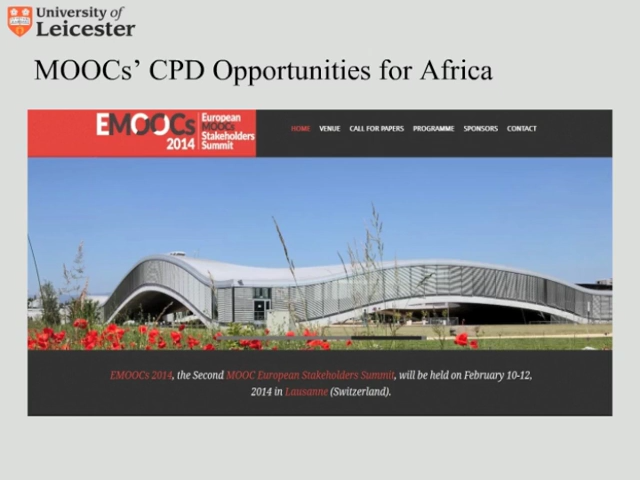 University of
Leicester
MOOCs’ CPD Opportunities for Africa
EMOOCs
2014
European
MOOCs
Stakeholders
Summit
HOME VENUE CALL FOR PAPERS PROGRAMME SPONSORS CONTACT
EMOOCs 2014, the Second MOOC European Stakeholders Summit, will be held on February 10-12,
2014 in Lausanne (Switzerland).